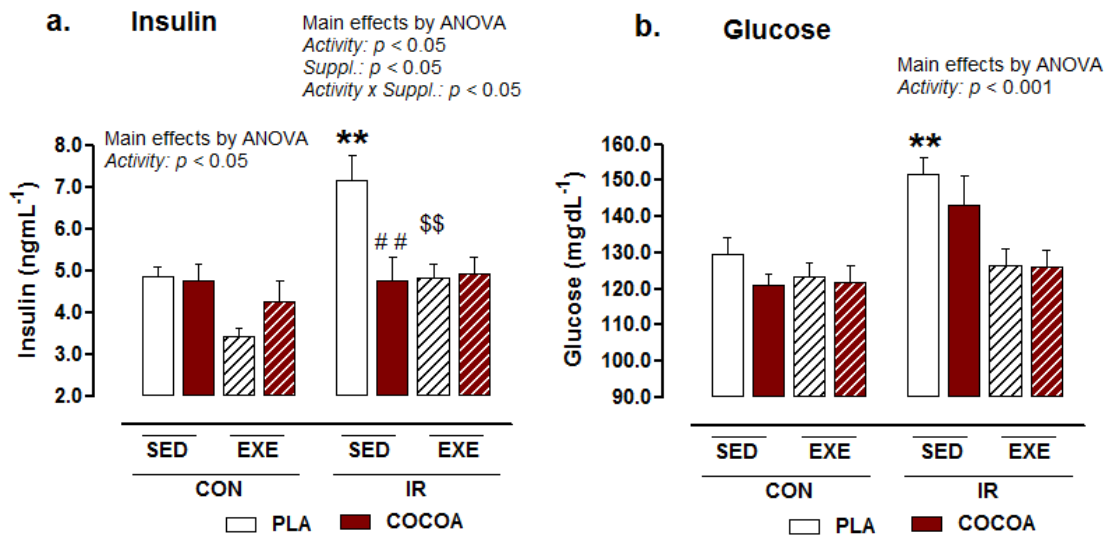 a. Insulin
Main effects by ANOVA
Activity: p < 0.05
Suppl.: p < 0.05
Activity x Suppl.: p < 0.05
Main effects by ANOVA
Activity: p < 0.05
Insulin (ngmL⁻¹)
8.0
7.0
6.0
5.0
4.0
3.0
2.0
**
# #
$$
SED EXE SED EXE
CON IR
PLA COCOA
b. Glucose
Main effects by ANOVA
Activity: p < 0.001
Glucose (mgdL⁻¹)
160.0
150.0
140.0
130.0
120.0
110.0
100.0
90.0
**
SED EXE SED EXE
CON IR
PLA COCOA